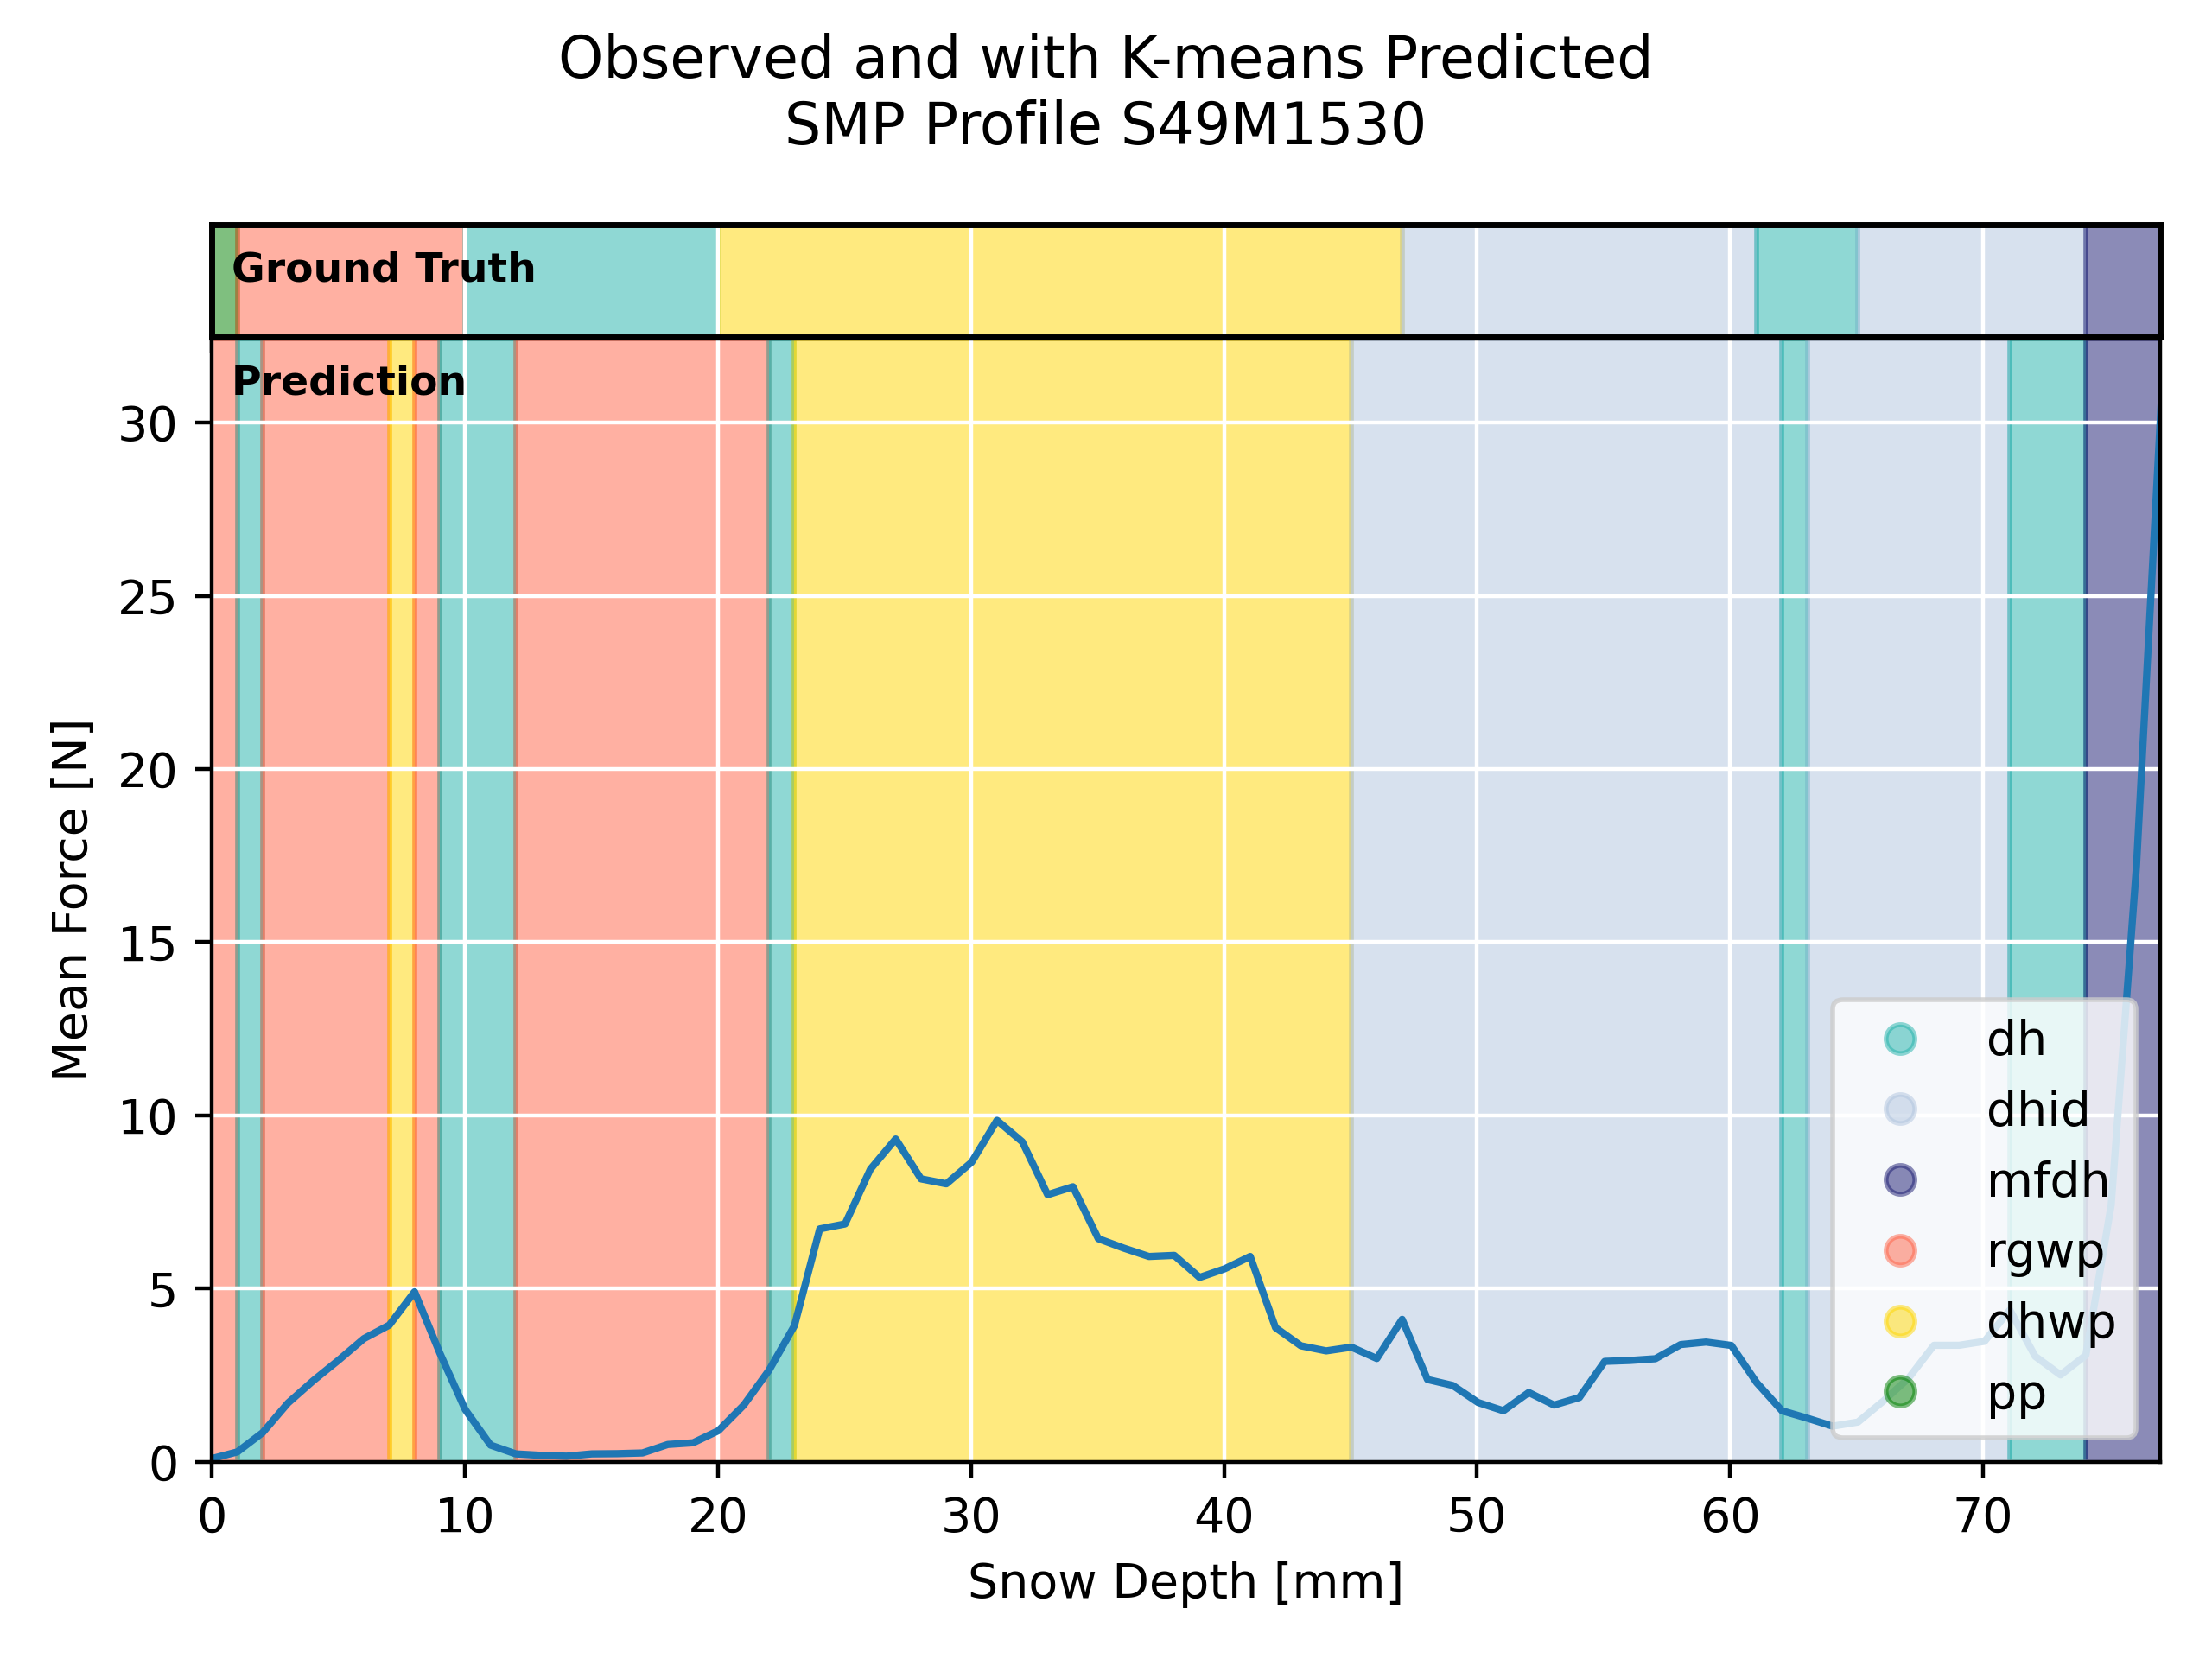 Observed and with K-means Predicted
SMP Profile S49M1530
Ground Truth
Prediction
30
25
20
15
10
5
0
Mean Force [N]
dh
dhid
mfdh
rgwp
dhwp
pp
0 10 20 30 40 50 60 70
Snow Depth [mm]